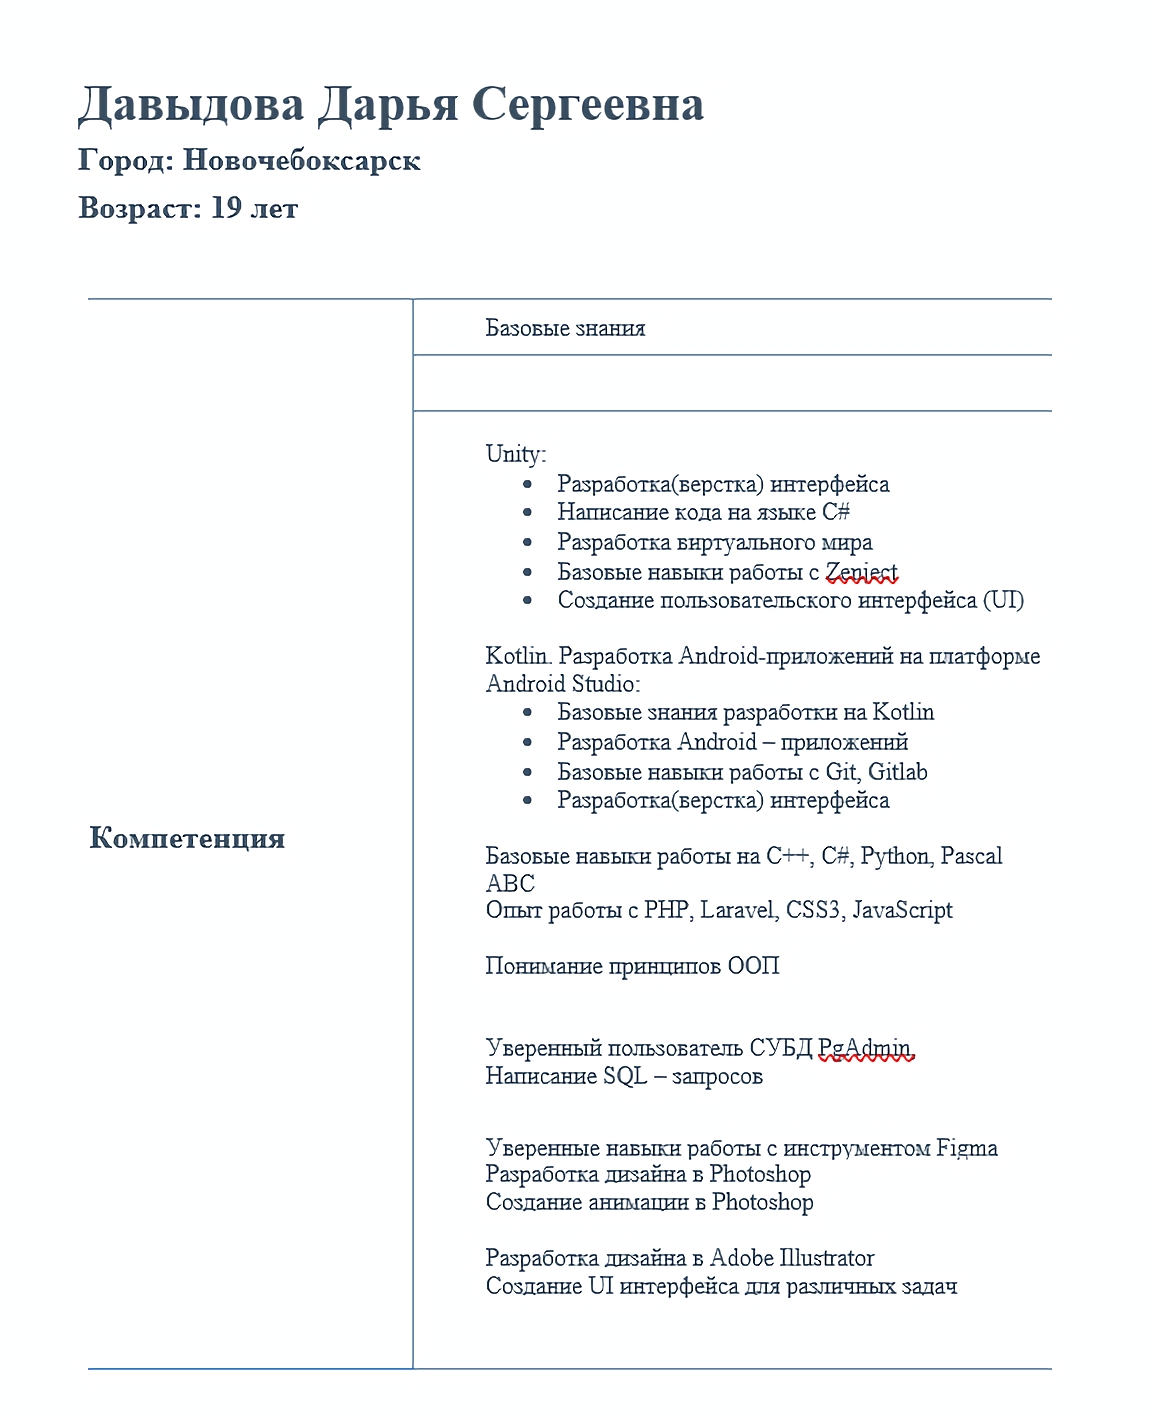 Давыдова Дарья Сергеевна
Город: Новочебоксарск
Возраст: 19 лет
Компетенция
Базовые знания
Unity:
• Разработка(верстка) интерфейса
• Написание кода на языке C#
• Разработка виртуального мира
• Базовые навыки работы с Zenject
• Создание пользовательского интерфейса (UI)
Kotlin. Разработка Android-приложений на платформе
Android Studio:
• Базовые знания разработки на Kotlin
• Разработка Android – приложений
• Базовые навыки работы с Git, Gitlab
• Разработка(верстка) интерфейса
Базовые навыки работы на C++, C#, Python, Pascal
ABC
Опыт работы с PHP, Laravel, CSS3, JavaScript
Понимание принципов ООП
Уверенный пользователь СУБД PgAdmin,
Написание SQL – запросов
Уверенные навыки работы с инструментом Figma
Разработка дизайна в Photoshop
Создание анимации в Photoshop
Разработка дизайна в Adobe Illustrator
Создание UI интерфейса для различных задач